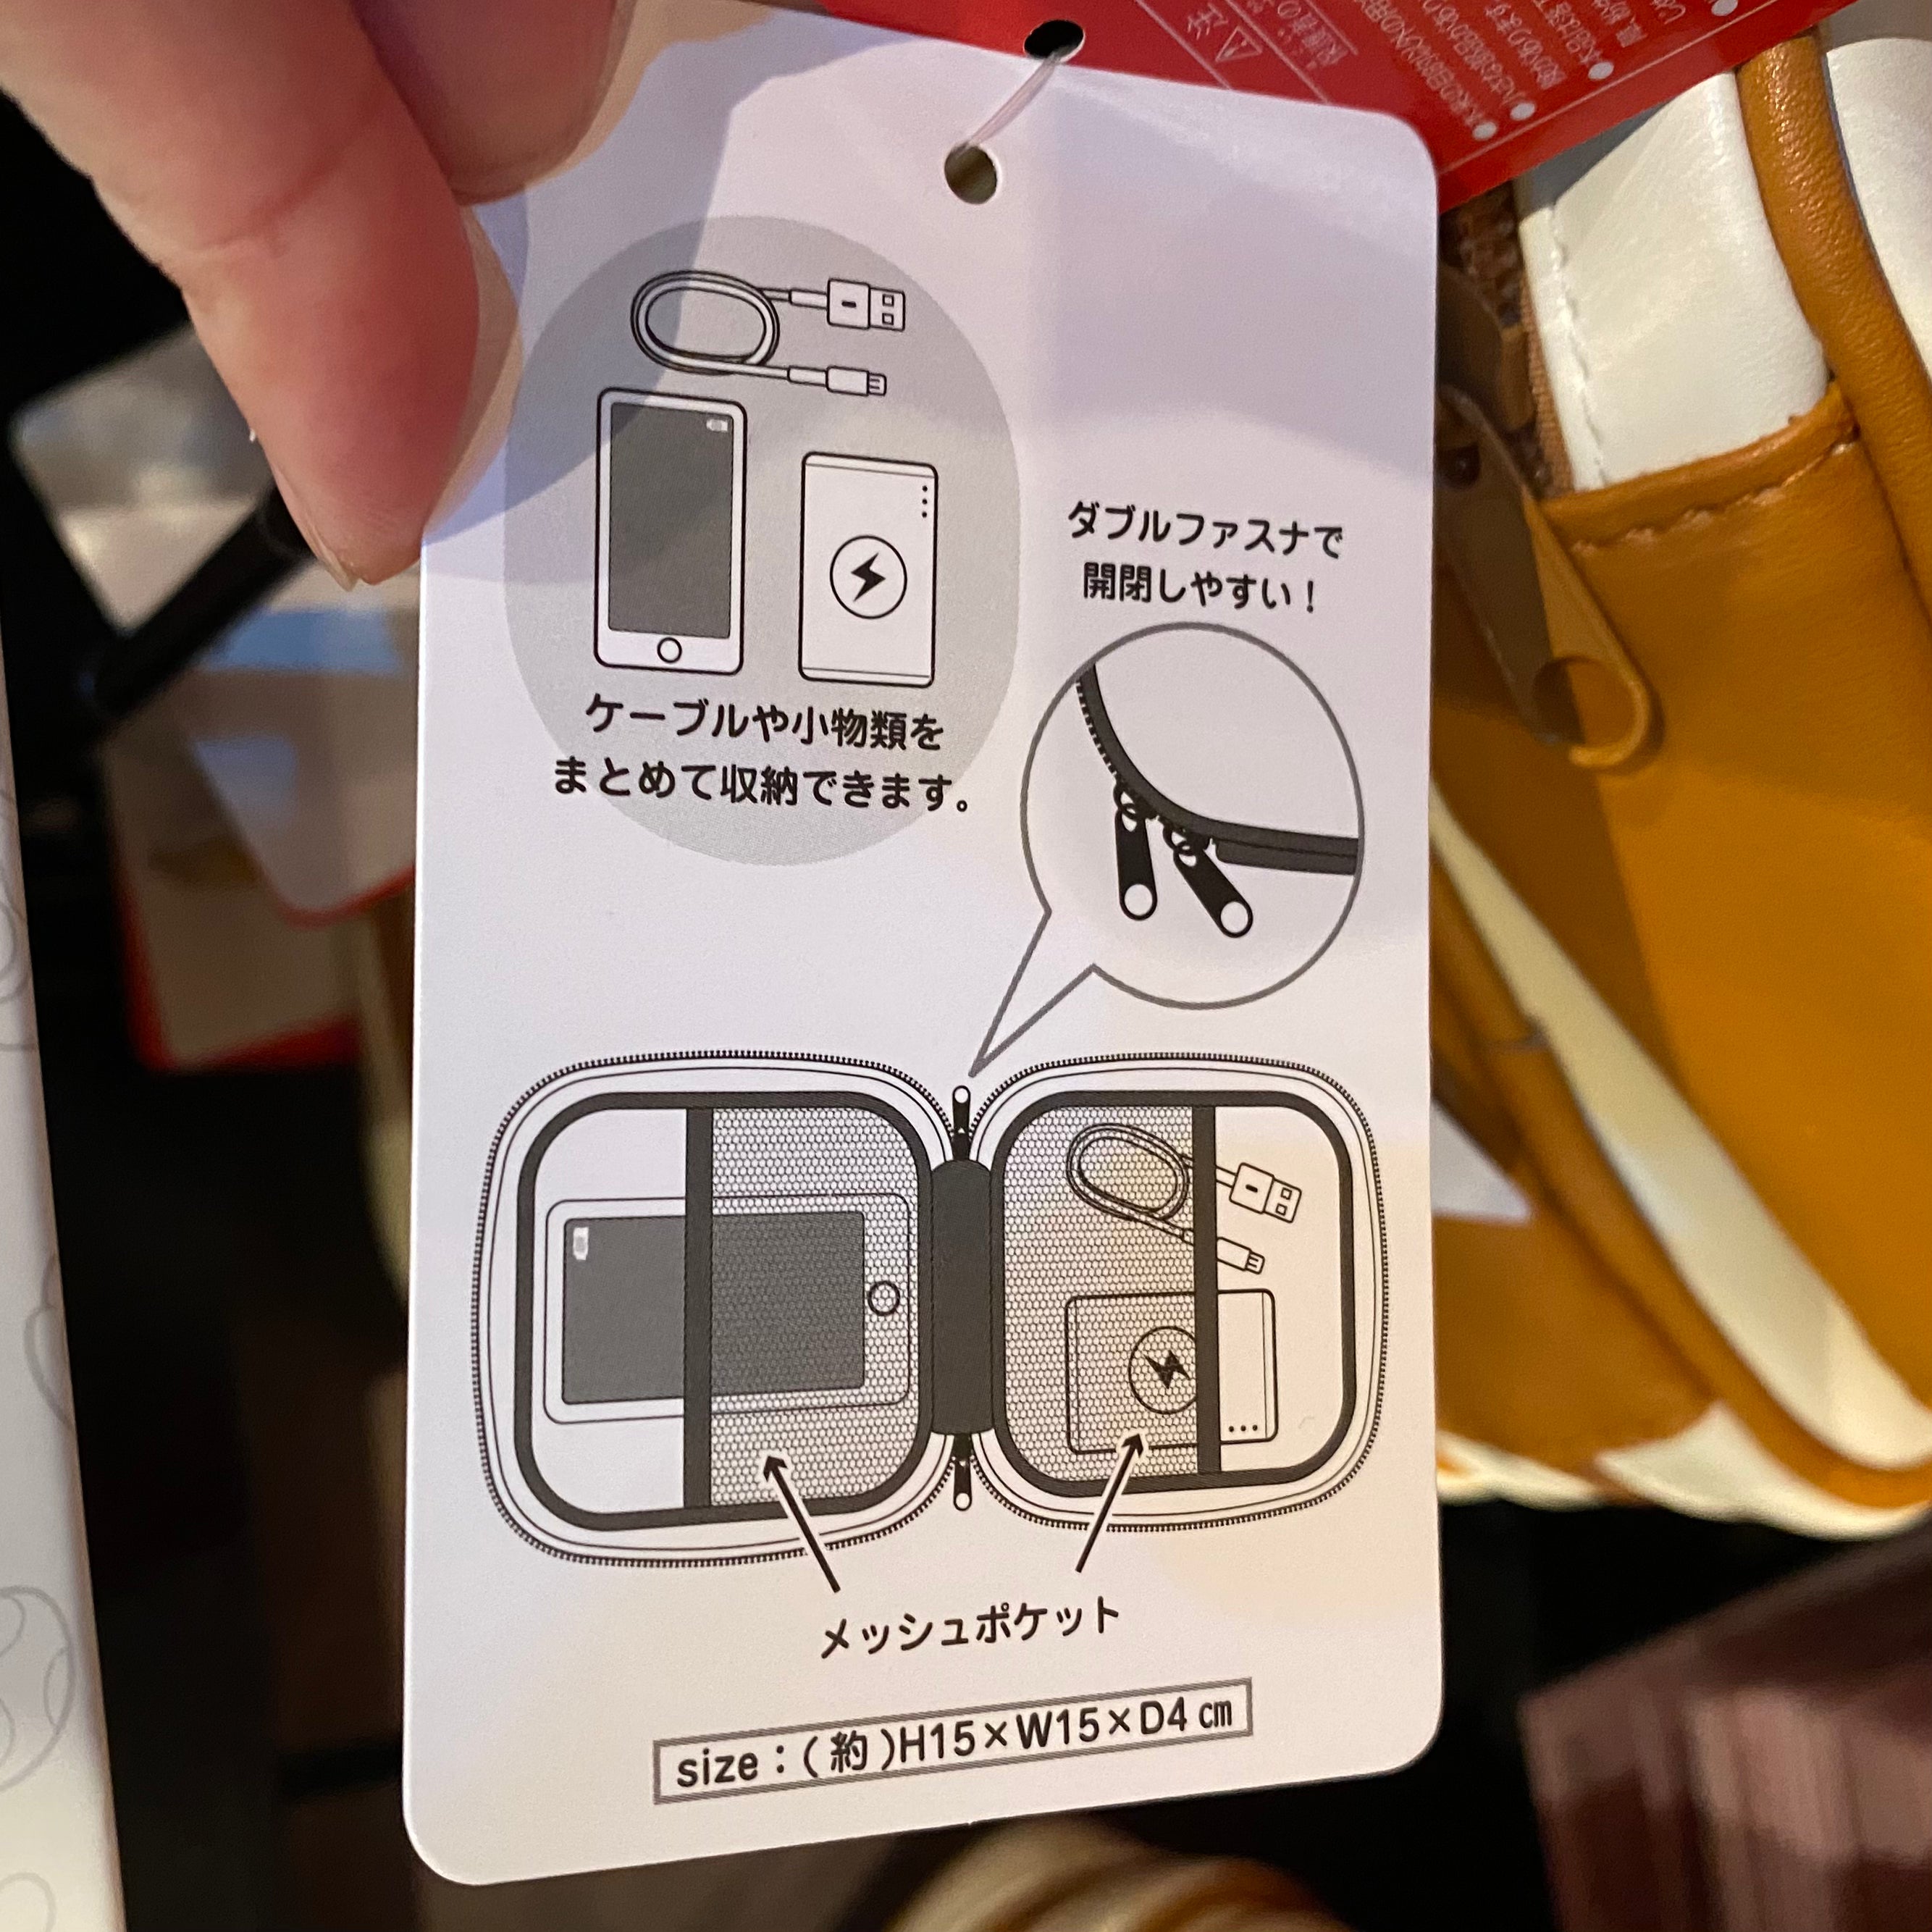 ケーブルや小物類を
まとめて収納できます。
ダブルファスナで
開閉しやすい！
メッシュポケット
size：(約)H15×W15×D4㎝